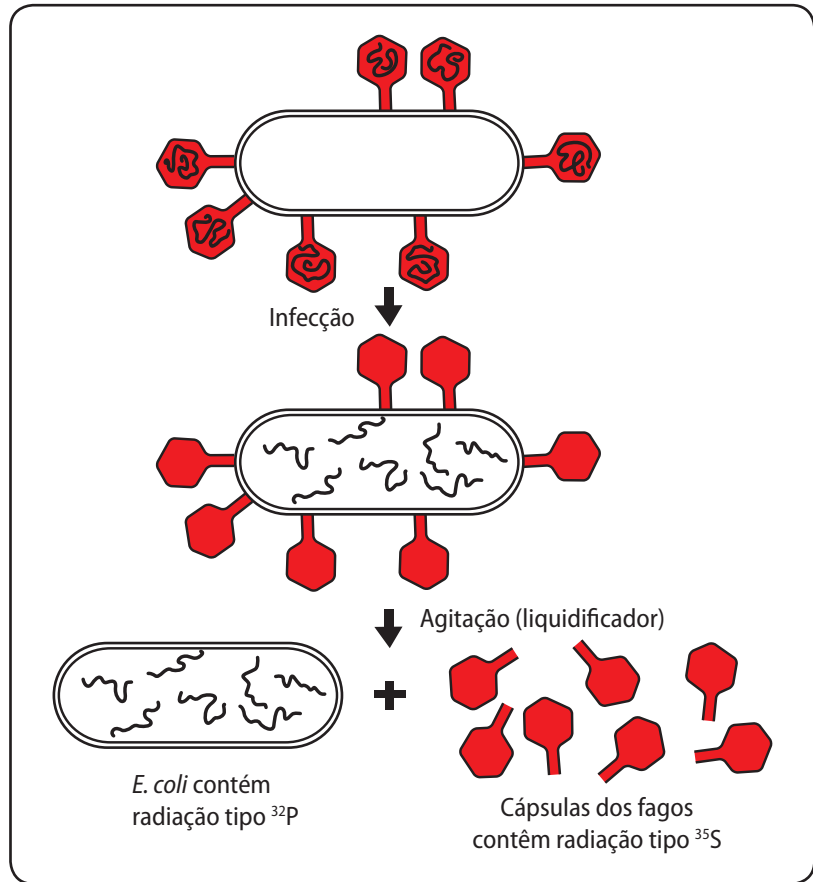 Infecção
Agitação (liquidificador)
E. coli contém
radiação tipo ³²P
Cápsulas dos fagos
contêm radiação tipo ³⁵S